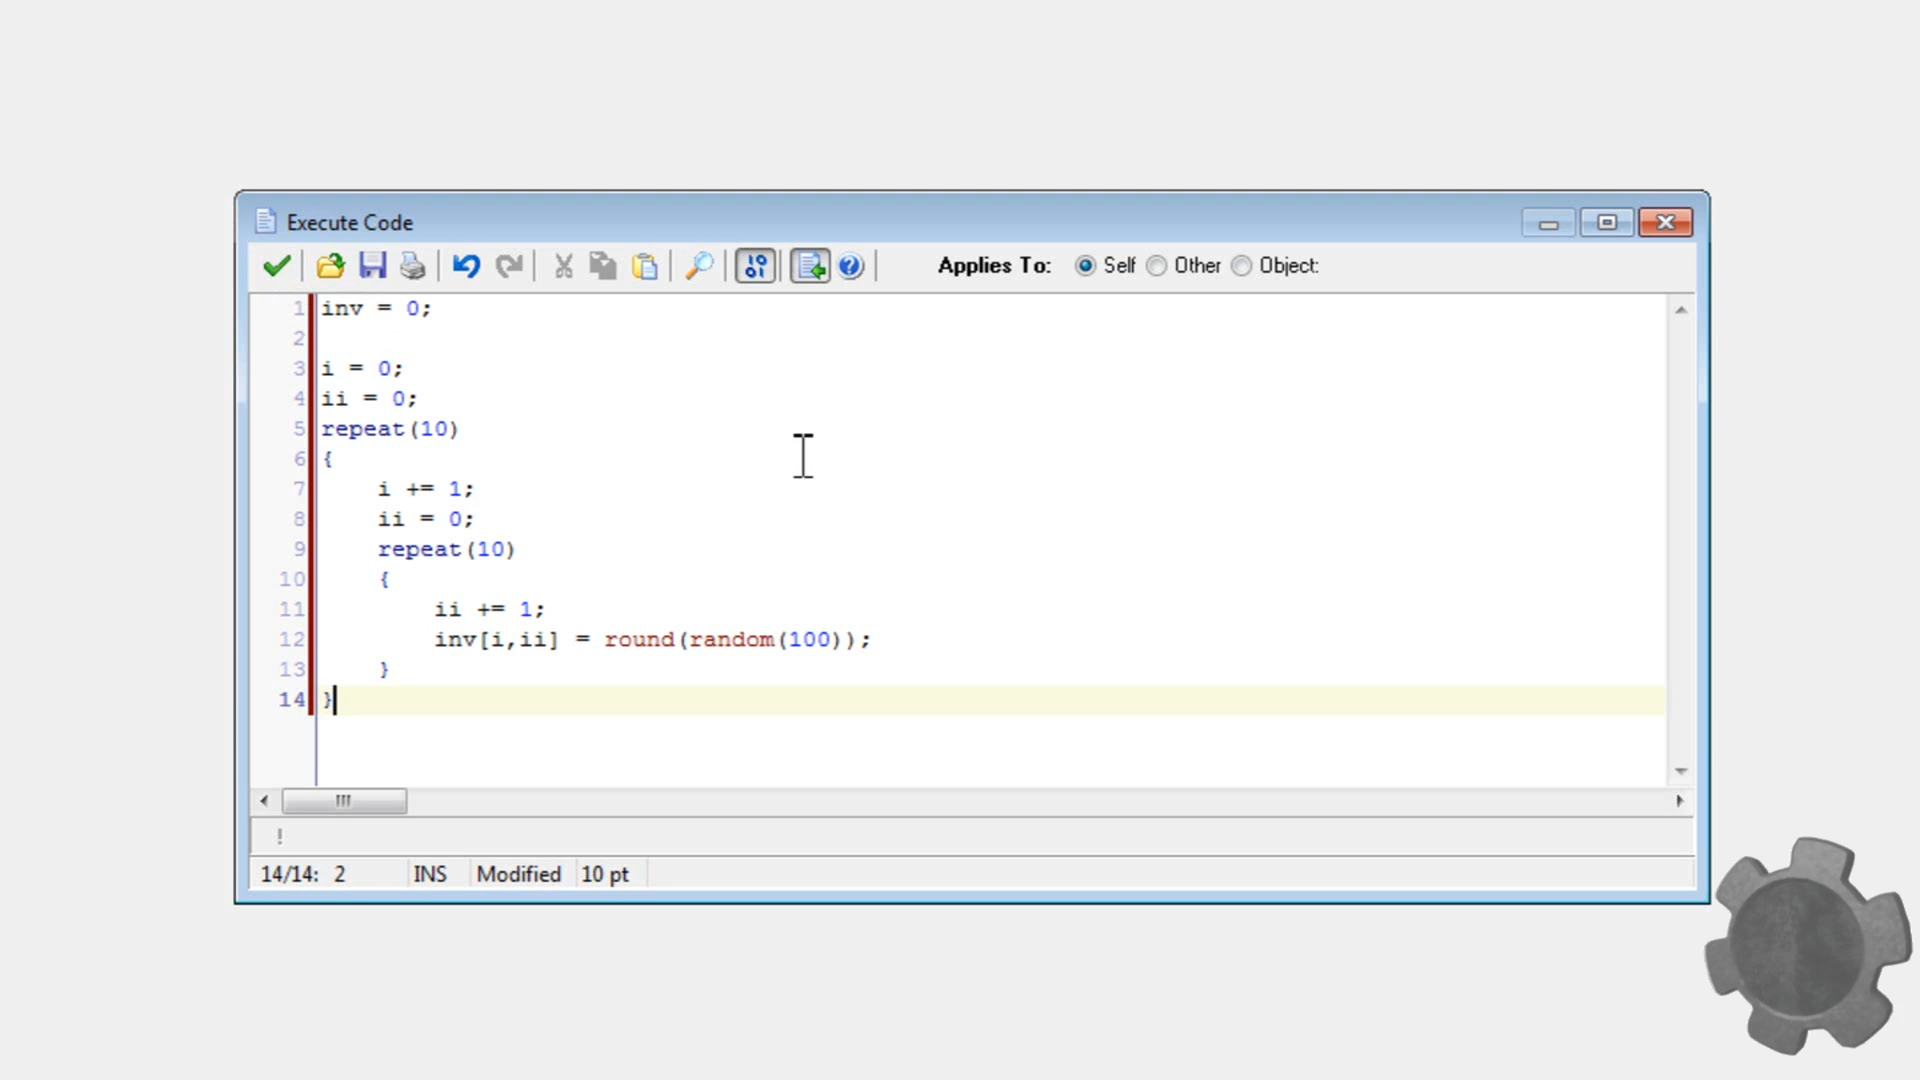 Execute Code
Applies To: Self Other Object:
1 inv = 0;
2
3 i = 0;
4 ii = 0;
5 repeat(10)
6 {
7     i += 1;
8     ii = 0;
9     repeat(10)
10     {
11         ii += 1;
12         inv[i,ii] = round(random(100));
13     }
14 }
!
14/14: 2 INS Modified 10 pt